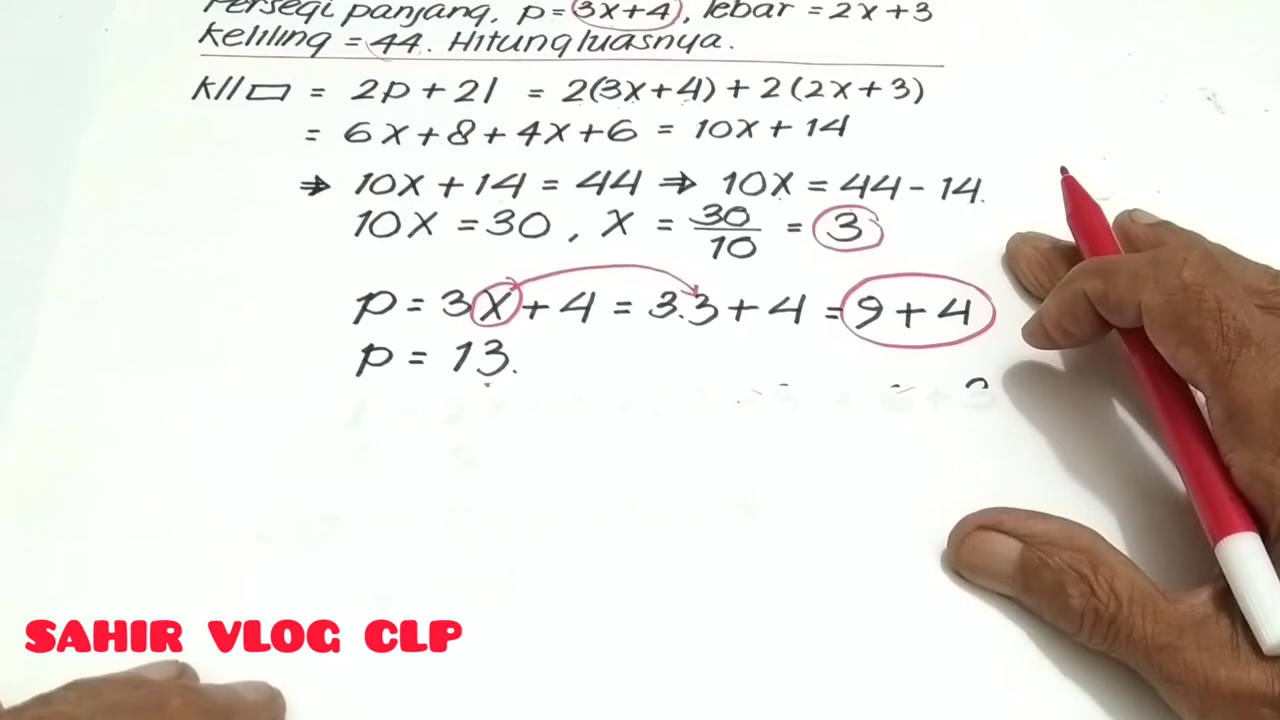 Persegi panjang, p = 3x+4, lebar = 2x+3
Keliling = 44. Hitung luasnya.
kll▭ = 2p + 2l = 2(3x+4) + 2(2x+3)
= 6x+8+4x+6 = 10x+14
⇒ 10x+14 = 44 ⇒ 10x = 44-14.
10x = 30, x = 30/10 = 3
p = 3x+4 = 3.3+4 = 9+4
p = 13.
SAHIR VLOG CLP